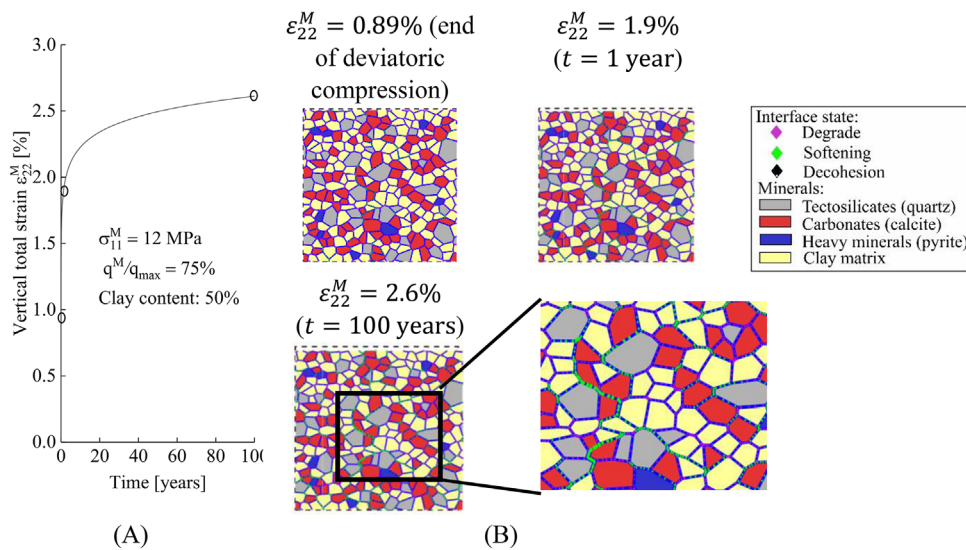 3.0
2.5
2.0
1.5
1.0
0.5
0.0
Vertical total strain ε₂₂ᴹ [%]
σ₁₁ᴹ = 12 MPa
qᴹ/qₘₐₓ = 75%
Clay content: 50%
0 20 40 60 80 100
Time [years]
(A)
ε₂₂ᴹ = 0.89% (end
of deviatoric
compression)
ε₂₂ᴹ = 1.9%
(t = 1 year)
ε₂₂ᴹ = 2.6%
(t = 100 years)
(B)
Interface state:
Degrade
Softening
Decohesion
Minerals:
Tectosilicates (quartz)
Carbonates (calcite)
Heavy minerals (pyrite)
Clay matrix